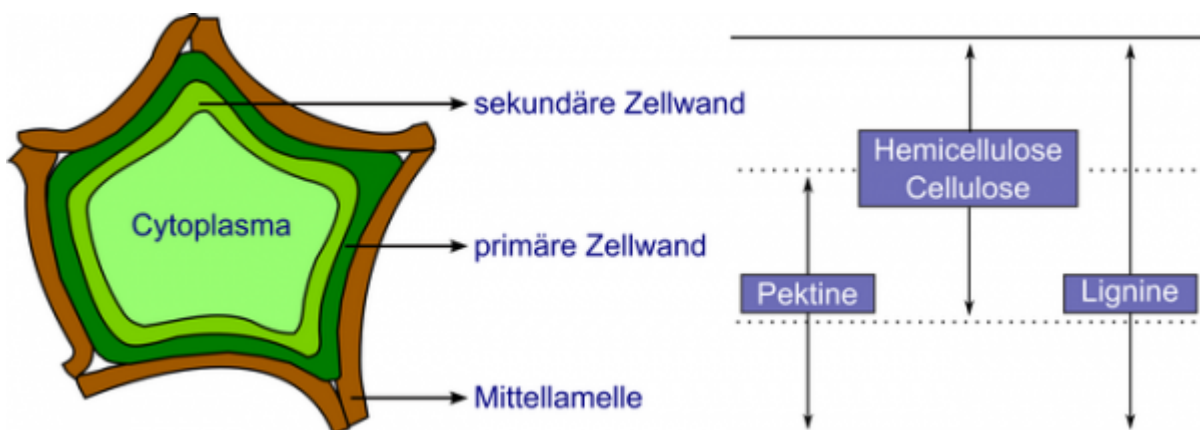 sekundäre Zellwand
Cytoplasma
primäre Zellwand
Mittellamelle
Hemicellulose
Cellulose
Pektine
Lignine